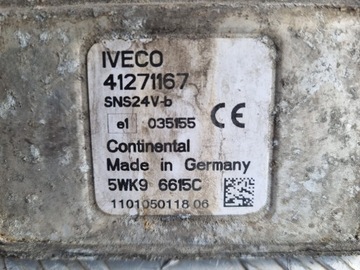 IVECO
41271167
SNS24V-b
e1 035155 CE
Continental
Made in Germany
5WK9 6615C
1101050118 06